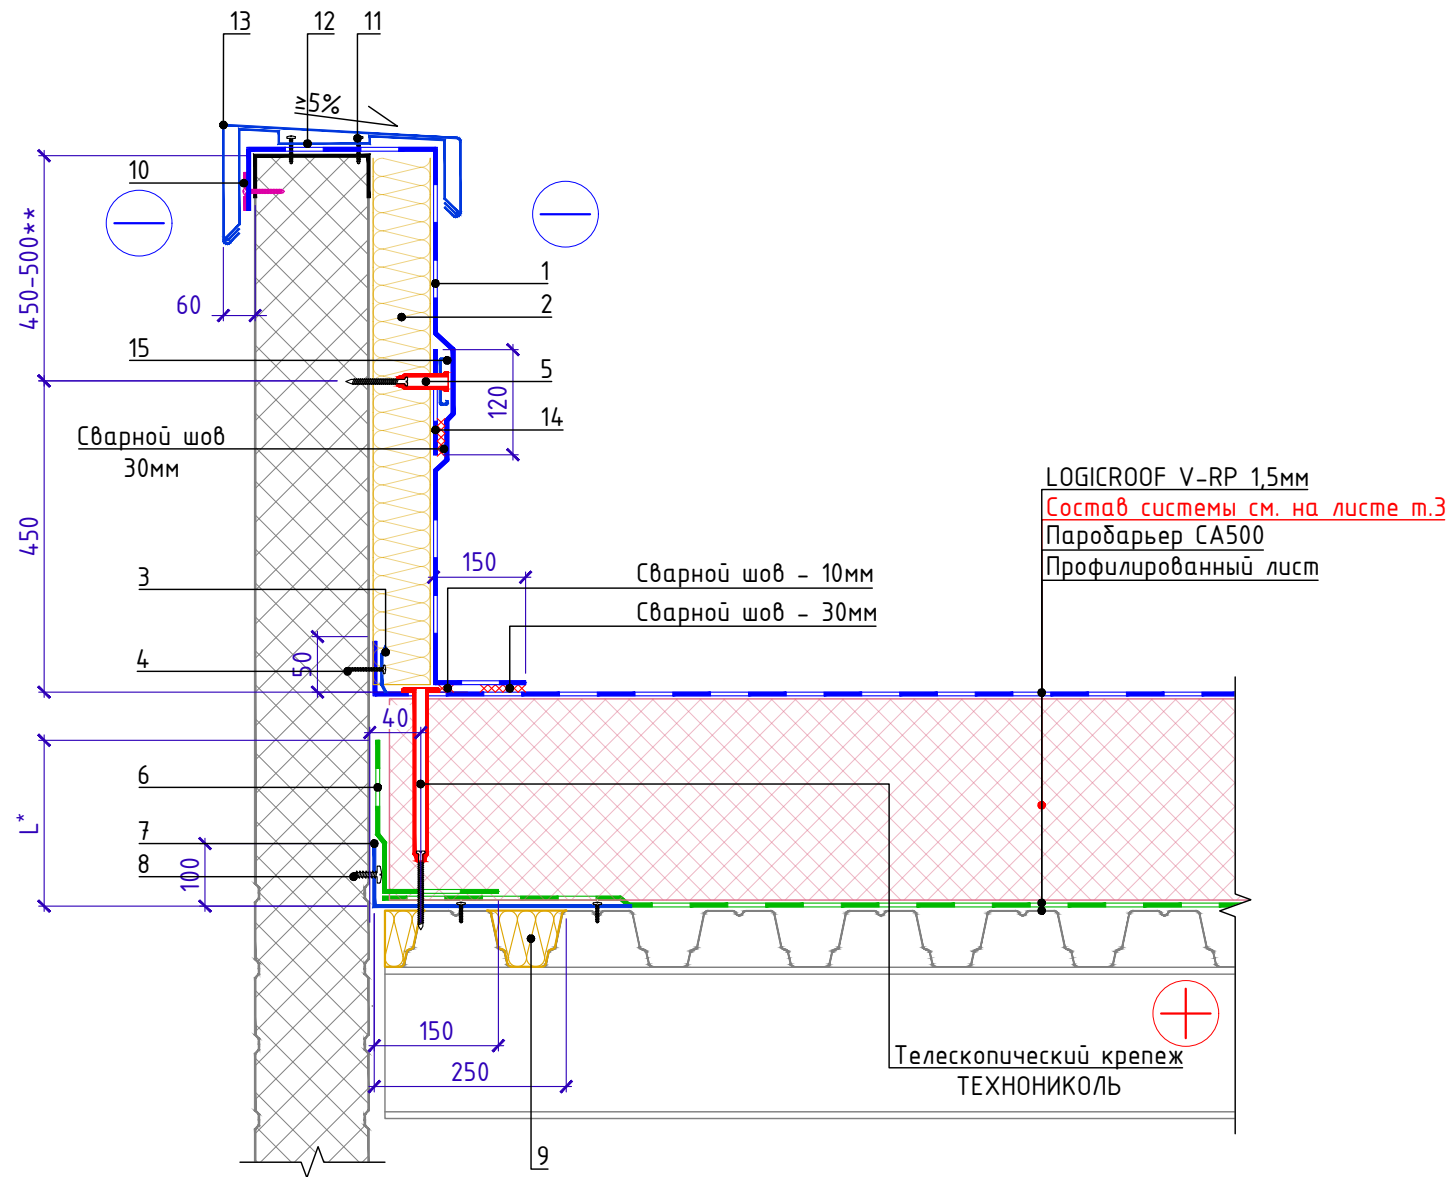 13
12
11
≥5%
10
450-500**
60
1
2
15
5
120
14
Сварной шов
30мм
LOGICROOF V-RP 1,5мм
Состав системы см. на листе т.3
Паробарьер СА500
Профилированный лист
450
150
Сварной шов - 10мм
Сварной шов - 30мм
3
4
50
40
6
L*
7
8
100
150
250
Телескопический крепеж
ТЕХНОНИКОЛЬ
9